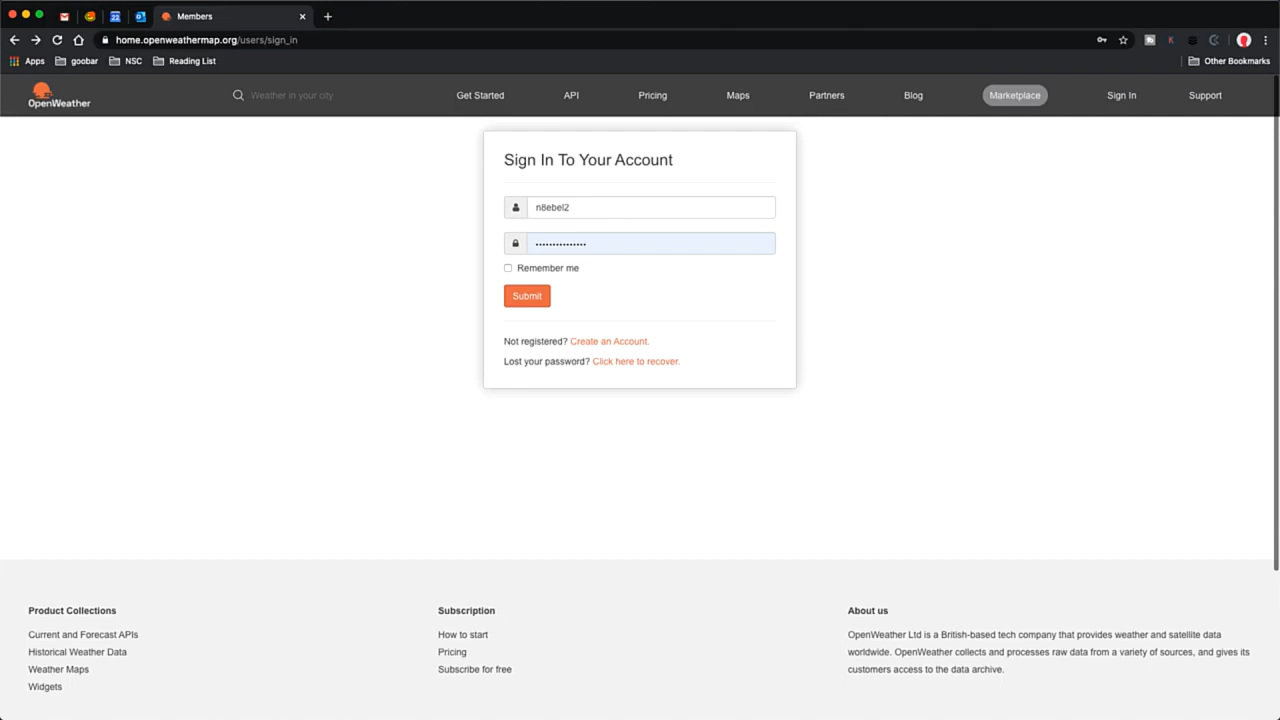 Members
home.openweathermap.org/users/sign_in
Apps goobar NSC Reading List Other Bookmarks
OpenWeather Weather in your city Get Started API Pricing Maps Partners Blog Marketplace Sign In Support
Sign In To Your Account
n8ebel2
•••••••••••••••
Remember me
Submit
Not registered? Create an Account.
Lost your password? Click here to recover.
Product Collections
Current and Forecast APIs
Historical Weather Data
Weather Maps
Widgets
Subscription
How to start
Pricing
Subscribe for free
About us
OpenWeather Ltd is a British-based tech company that provides weather and satellite data
worldwide. OpenWeather collects and processes raw data from a variety of sources, and gives its
customers access to the data archive.